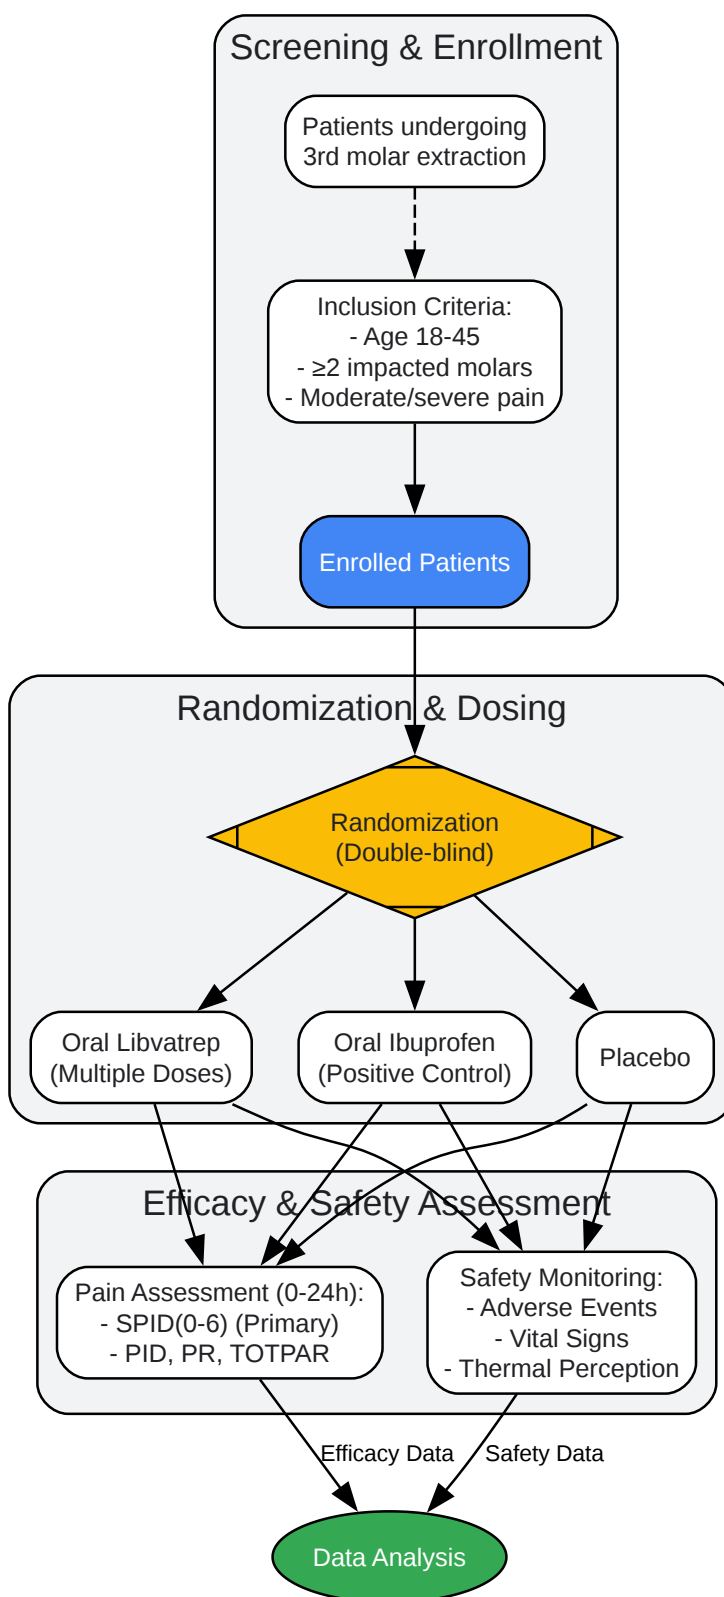 Screening & Enrollment
Patients undergoing
3rd molar extraction
Inclusion Criteria:
- Age 18-45
- ≥2 impacted molars
- Moderate/severe pain
Enrolled Patients
Randomization & Dosing
Randomization
(Double-blind)
Oral Libvatrep
(Multiple Doses)
Oral Ibuprofen
(Positive Control)
Placebo
Efficacy & Safety Assessment
Pain Assessment (0-24h):
- SPID(0-6) (Primary)
- PID, PR, TOTPAR
Safety Monitoring:
- Adverse Events
- Vital Signs
- Thermal Perception
Efficacy Data
Safety Data
Data Analysis